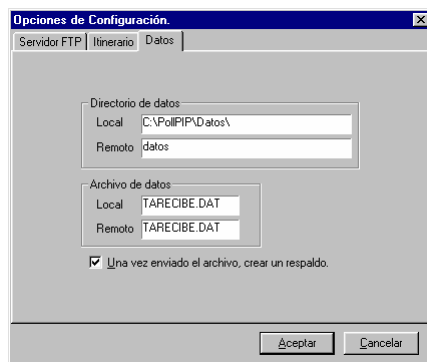 Opciones de Configuración.
Servidor FTP Itinerario Datos
Directorio de datos
Local C:\PollPIP\Datos\
Remoto datos
Archivo de datos
Local TARECIBE.DAT
Remoto TARECIBE.DAT
Una vez enviado el archivo, crear un respaldo.
Aceptar Cancelar